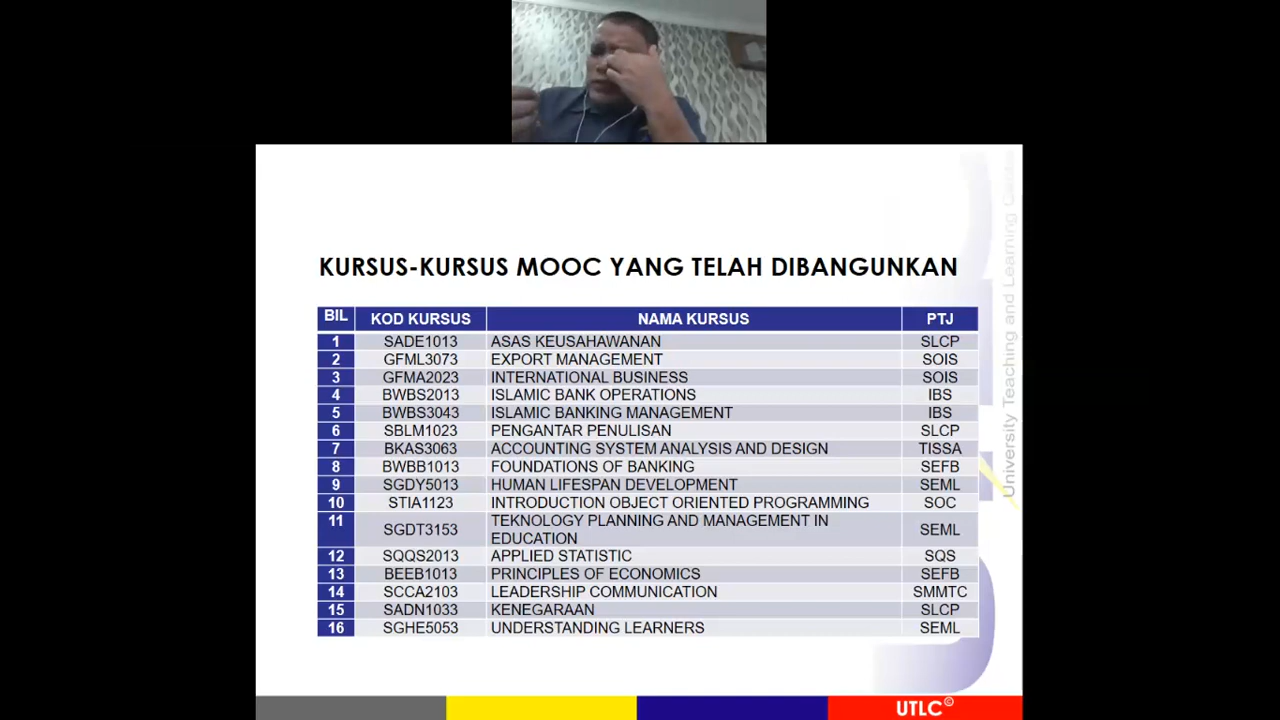 KURSUS-KURSUS MOOC YANG TELAH DIBANGUNKAN
BIL KOD KURSUS NAMA KURSUS PTJ
1 SADE1013 ASAS KEUSAHAWANAN SLCP
2 GFML3073 EXPORT MANAGEMENT SOIS
3 GFMA2023 INTERNATIONAL BUSINESS SOIS
4 BWBS2013 ISLAMIC BANK OPERATIONS IBS
5 BWBS3043 ISLAMIC BANKING MANAGEMENT IBS
6 SBLM1023 PENGANTAR PENULISAN SLCP
7 BKAS3063 ACCOUNTING SYSTEM ANALYSIS AND DESIGN TISSA
8 BWBB1013 FOUNDATIONS OF BANKING SEFB
9 SGDY5013 HUMAN LIFESPAN DEVELOPMENT SEML
10 STIA1123 INTRODUCTION OBJECT ORIENTED PROGRAMMING SOC
11 SGDT3153 TEKNOLOGY PLANNING AND MANAGEMENT IN
EDUCATION SEML
12 SQQS2013 APPLIED STATISTIC SQS
13 BEEB1013 PRINCIPLES OF ECONOMICS SEFB
14 SCCA2103 LEADERSHIP COMMUNICATION SMMTC
15 SADN1033 KENEGARAAN SLCP
16 SGHE5053 UNDERSTANDING LEARNERS SEML
University Teaching and Learning
UTLC©